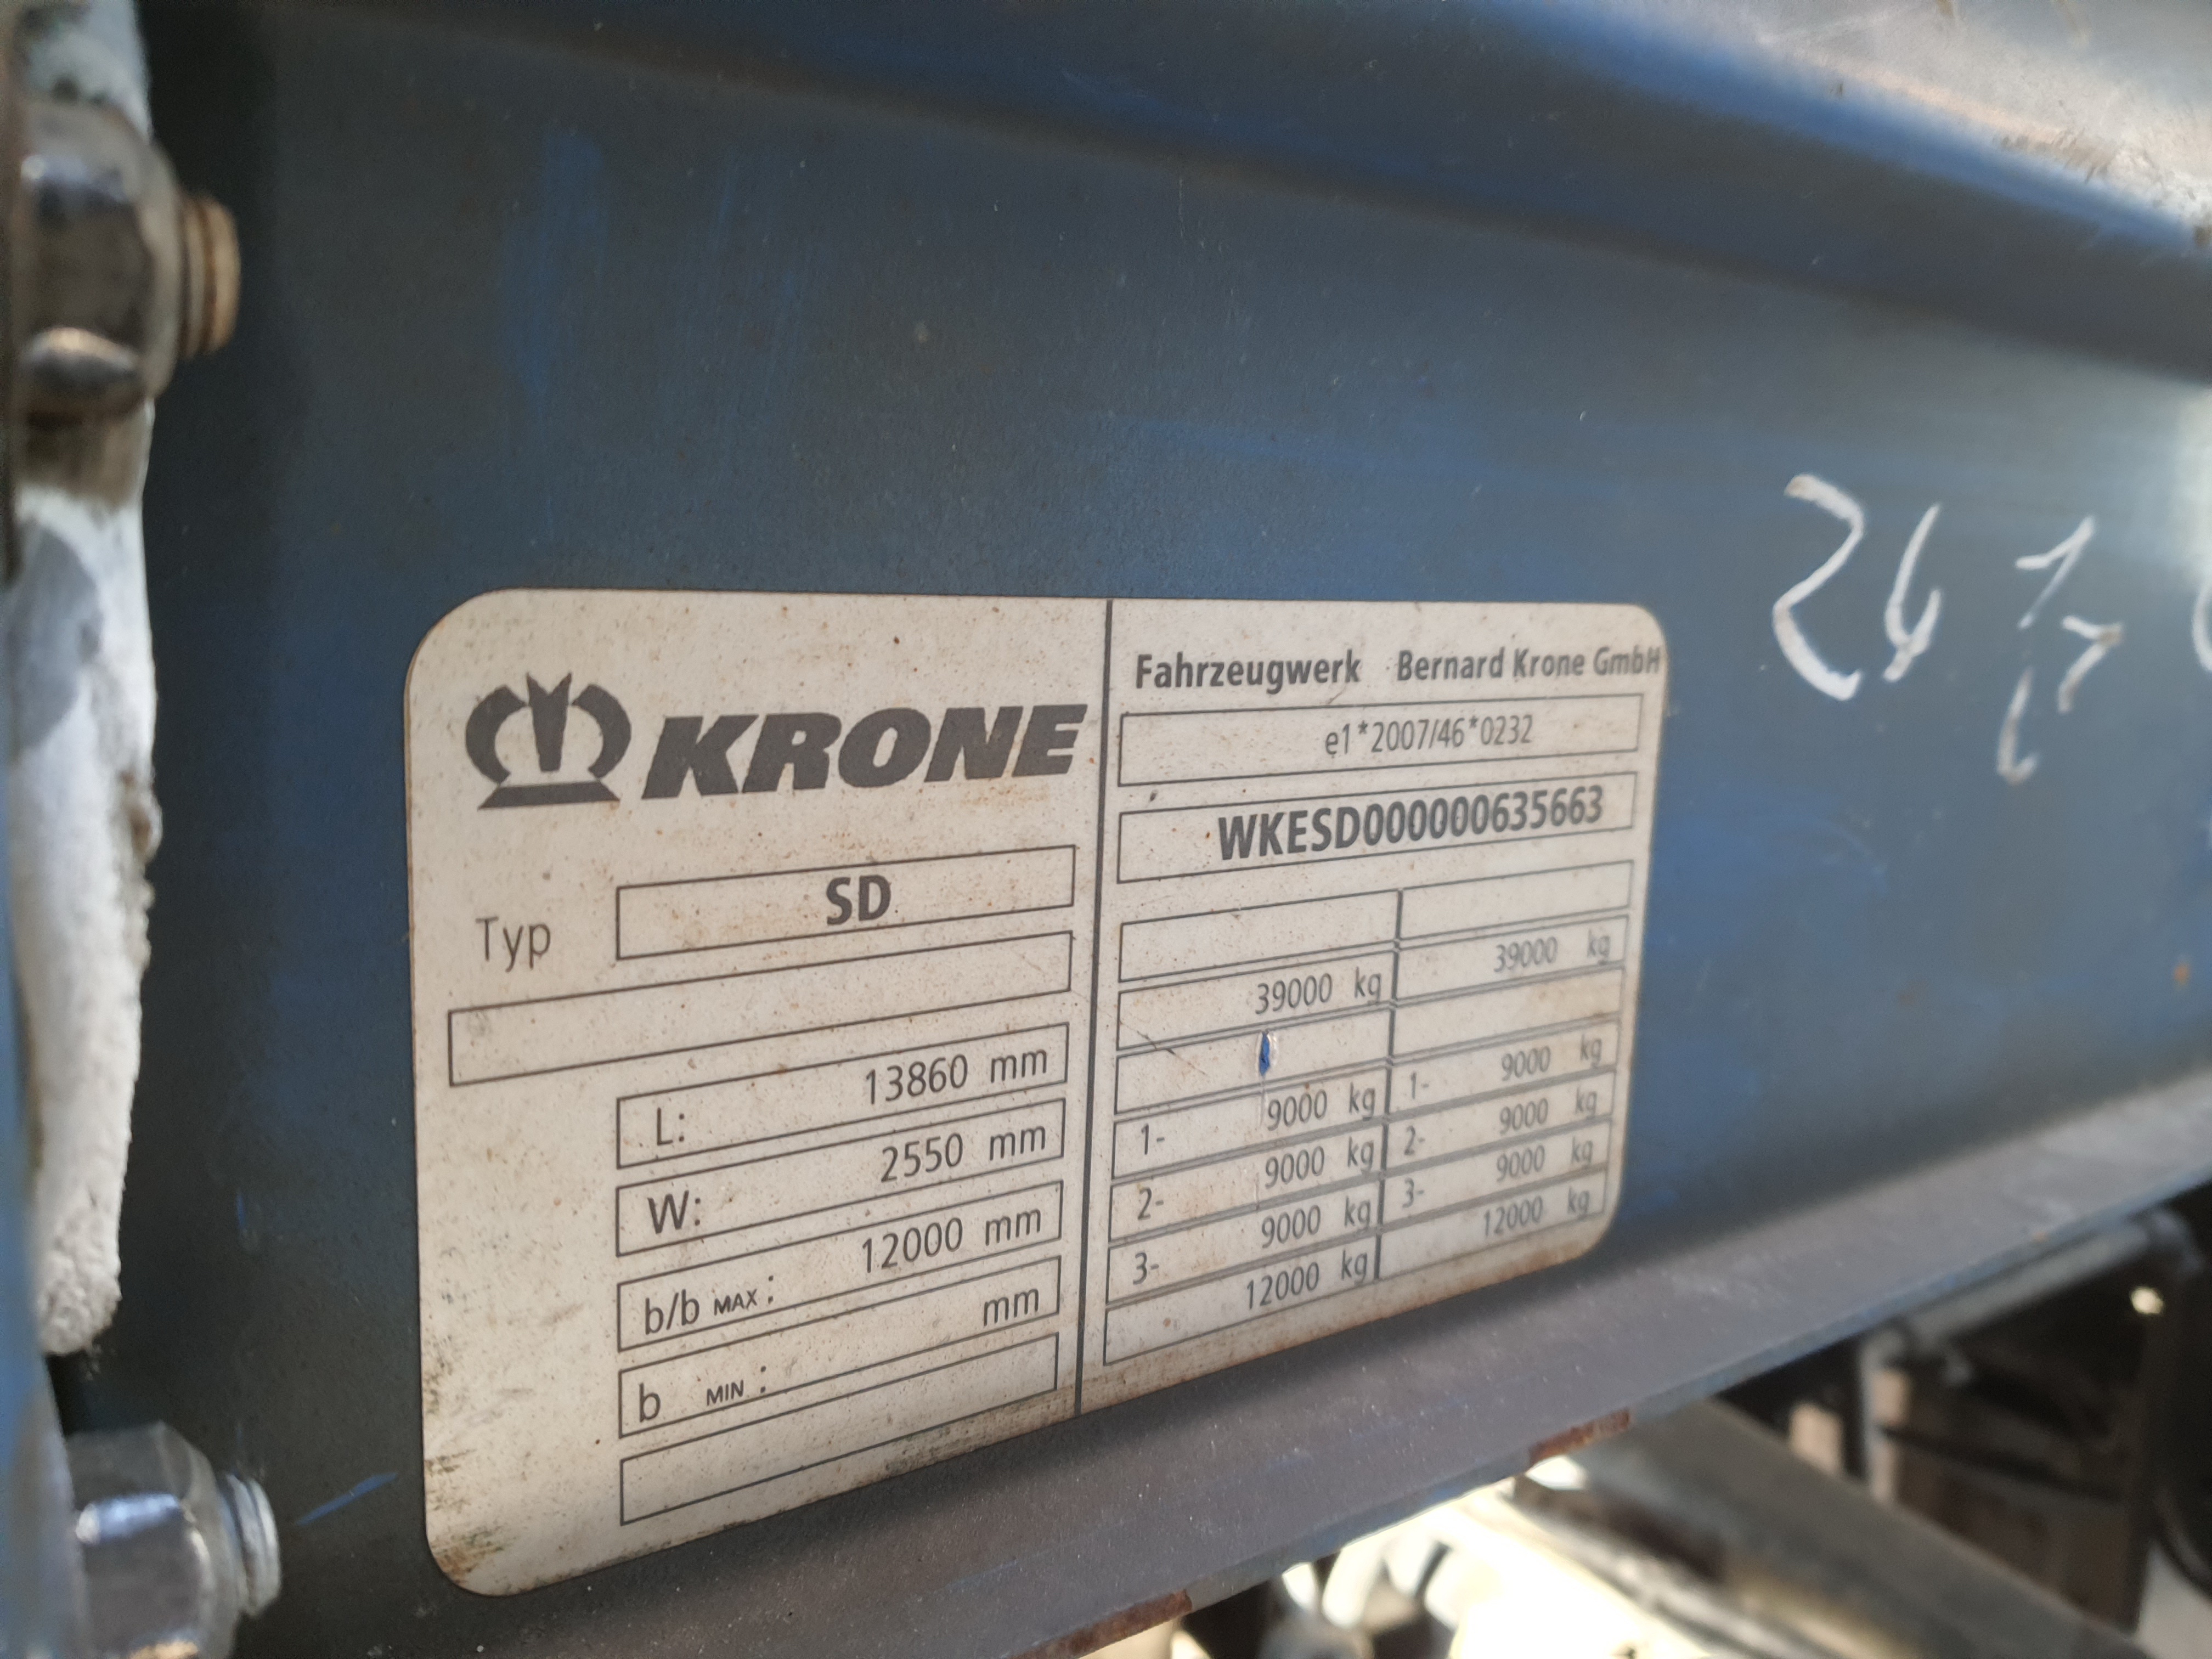 KRONE
Typ SD
L: 13860 mm
W: 2550 mm
b/b MAX: 12000 mm
b MIN: mm
Fahrzeugwerk Bernard Krone GmbH
e1*2007/46*0232
WKESD000000635663
39000 kg 39000 kg
1- 9000 kg 1- 9000 kg
2- 9000 kg 2- 9000 kg
3- 9000 kg 3- 9000 kg
12000 kg 12000 kg